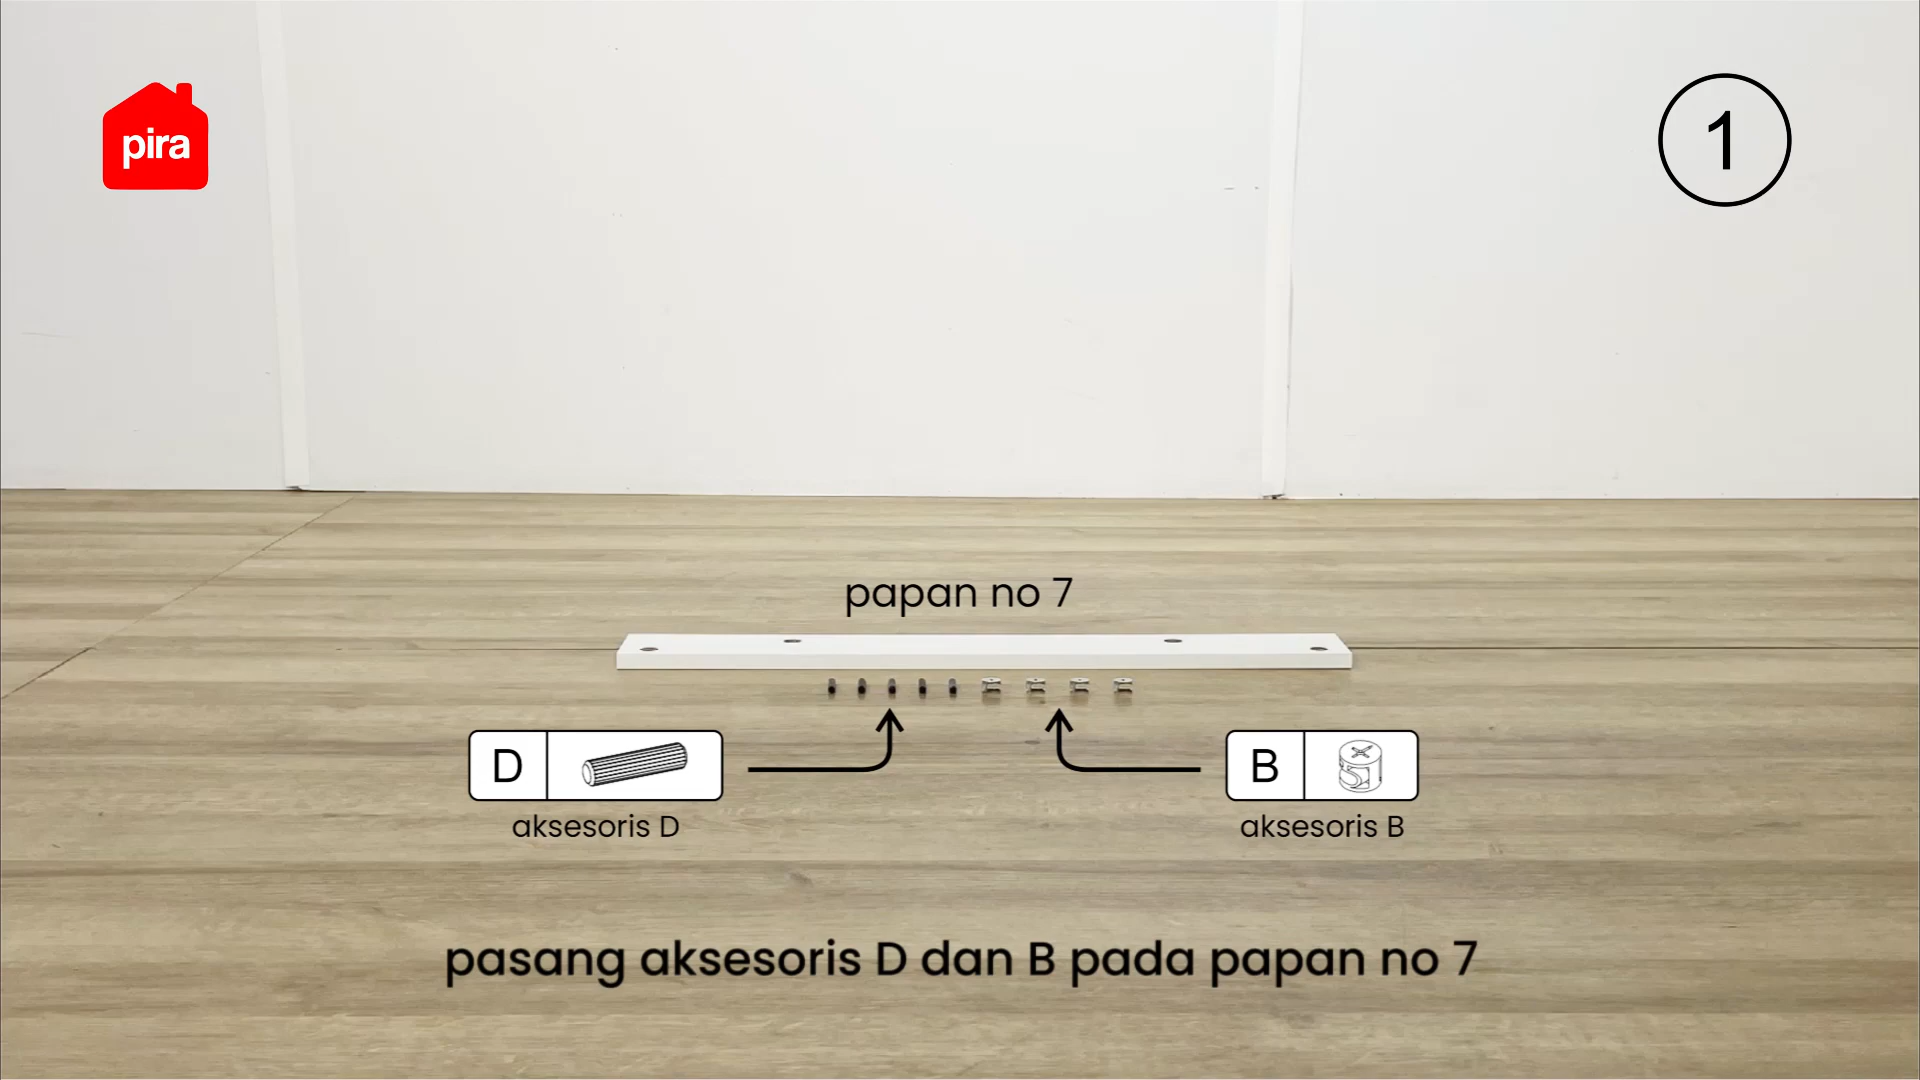 pira
1
papan no 7
D
B
aksesoris D
aksesoris B
pasang aksesoris D dan B pada papan no 7